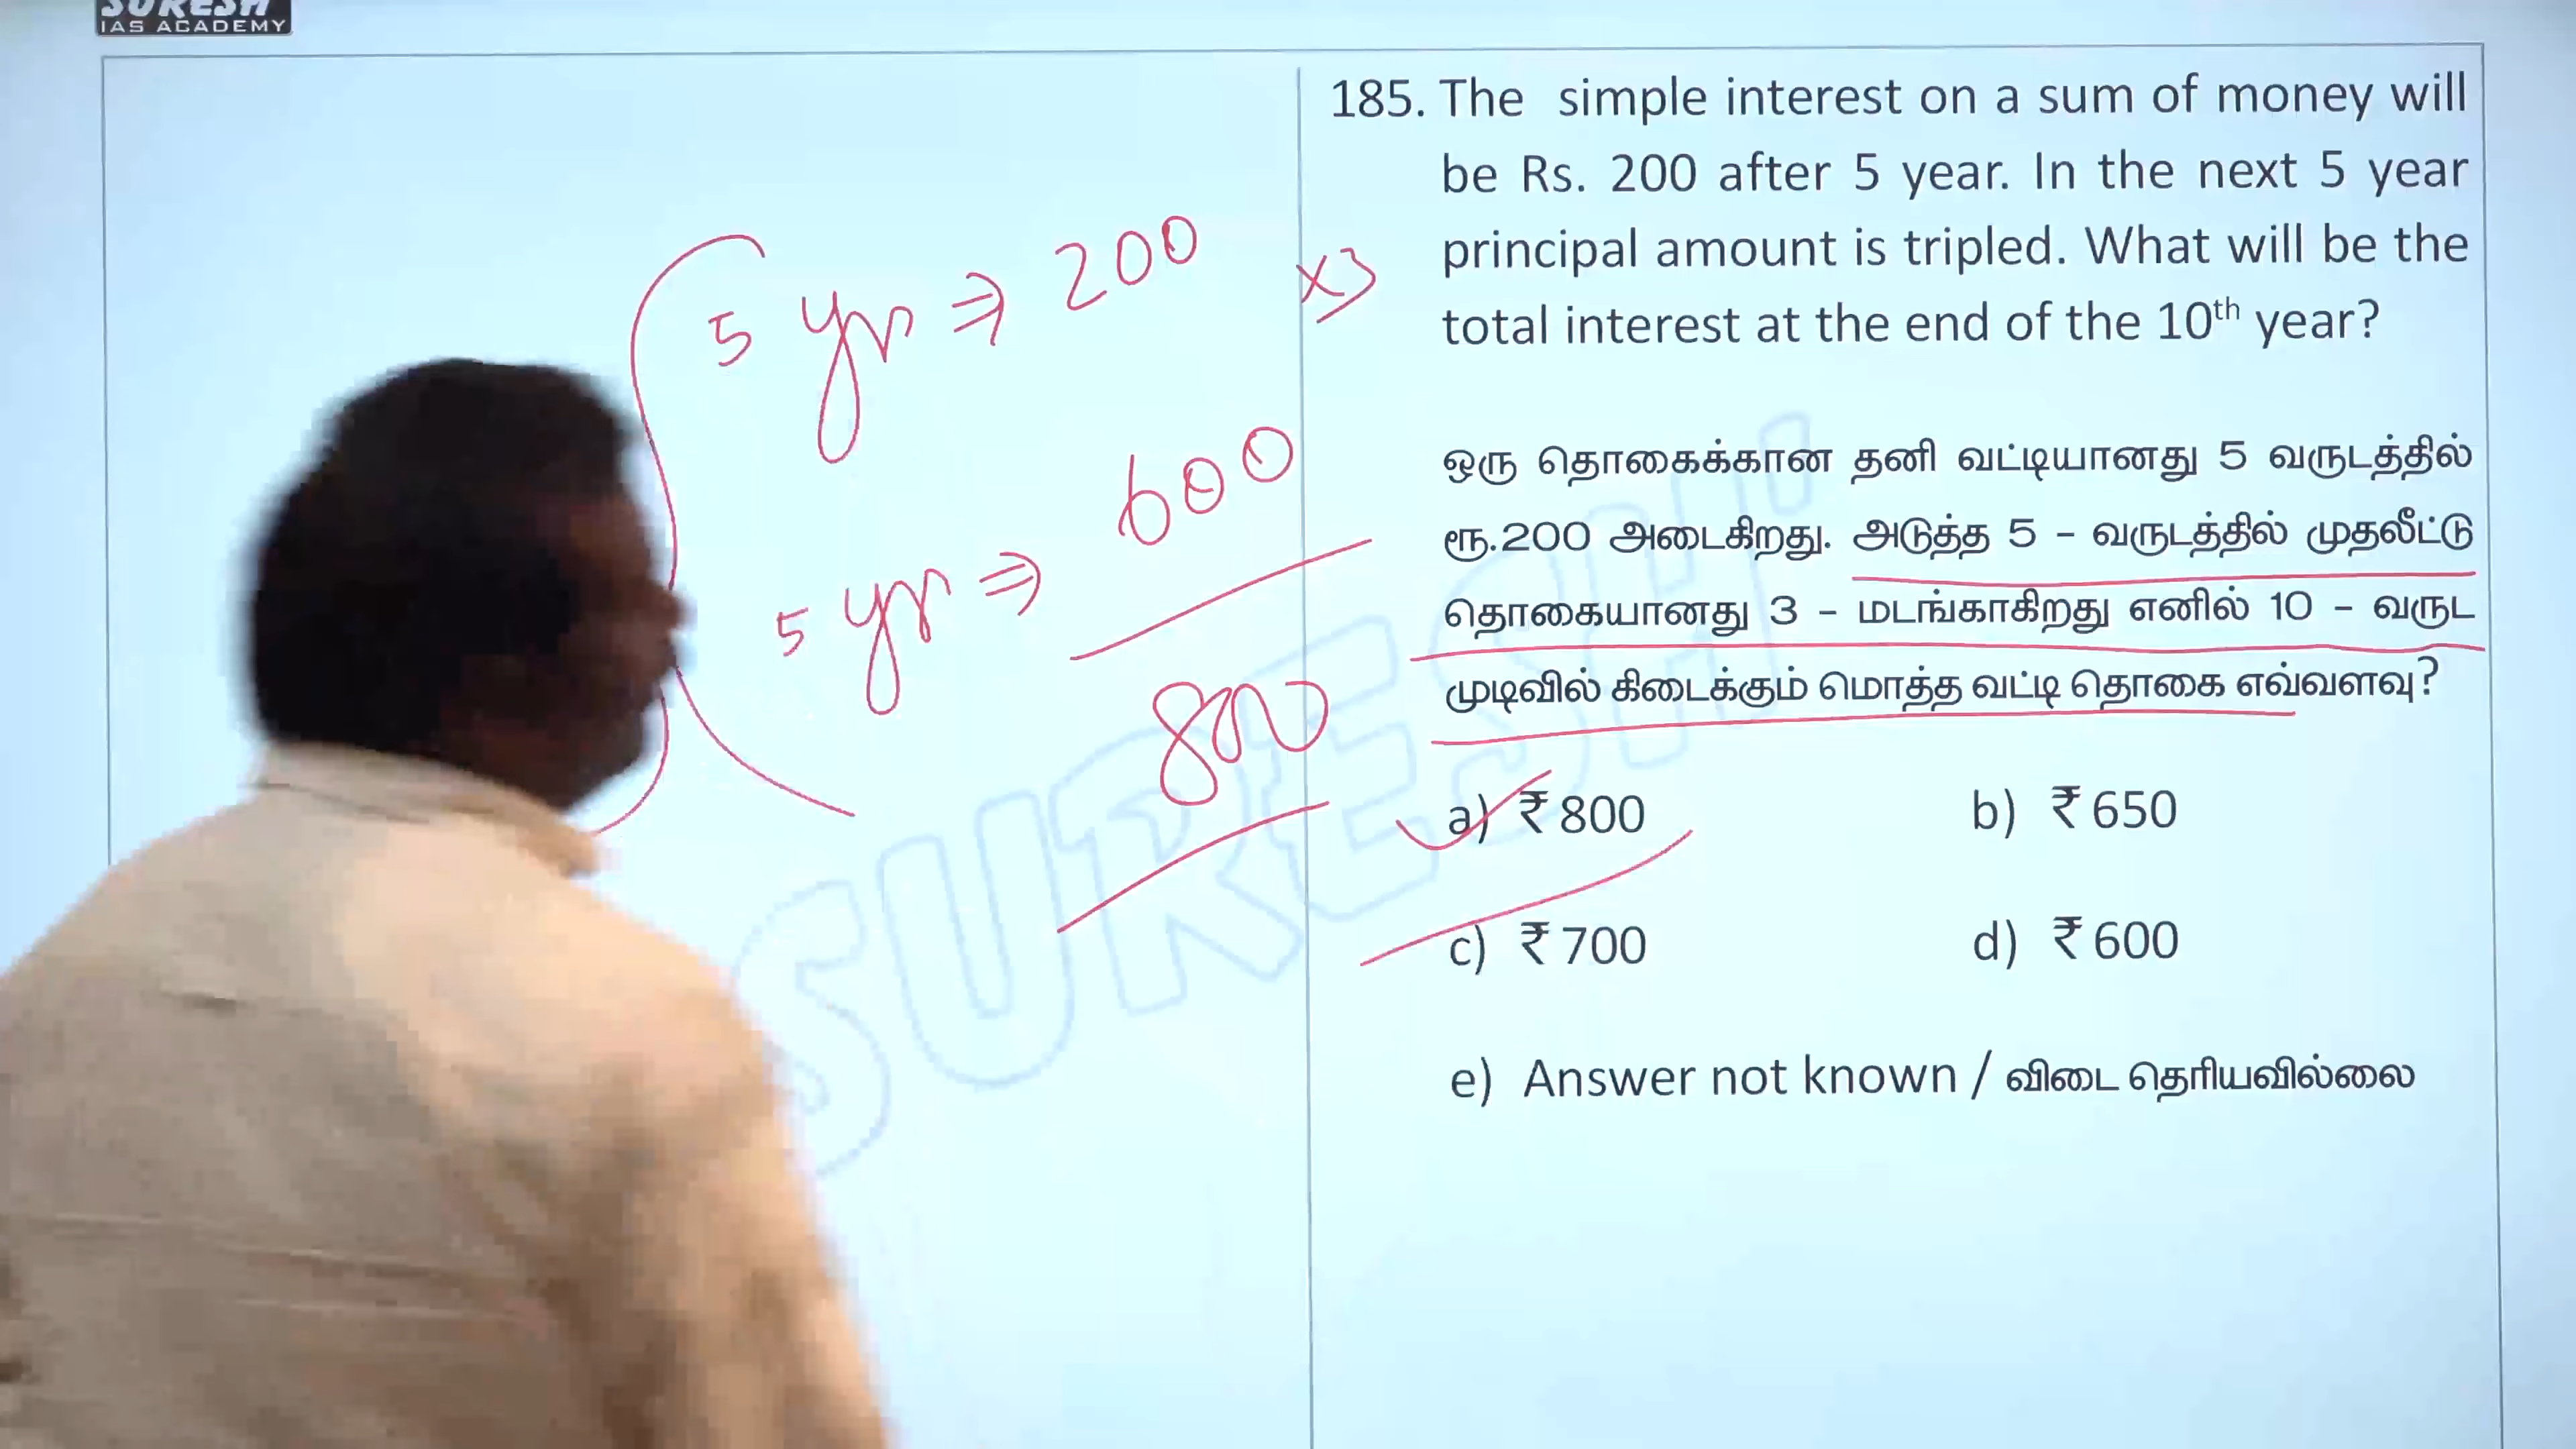 SURESH
IAS ACADEMY
5 yr ⇒ 200 x3
5 yr ⇒ 600
800
185. The simple interest on a sum of money will
be Rs. 200 after 5 year. In the next 5 year
principal amount is tripled. What will be the
total interest at the end of the 10th year?
ஒரு தொகைக்கான தனி வட்டியானது 5 வருடத்தில்
ரூ.200 அடைகிறது. அடுத்த 5 – வருடத்தில் முதலீட்டு
தொகையானது 3 – மடங்காகிறது எனில் 10 – வருட
முடிவில் கிடைக்கும் மொத்த வட்டி தொகை எவ்வளவு?
a) ₹ 800 b) ₹ 650
c) ₹ 700 d) ₹ 600
e) Answer not known / விடை தெரியவில்லை
SURESH'